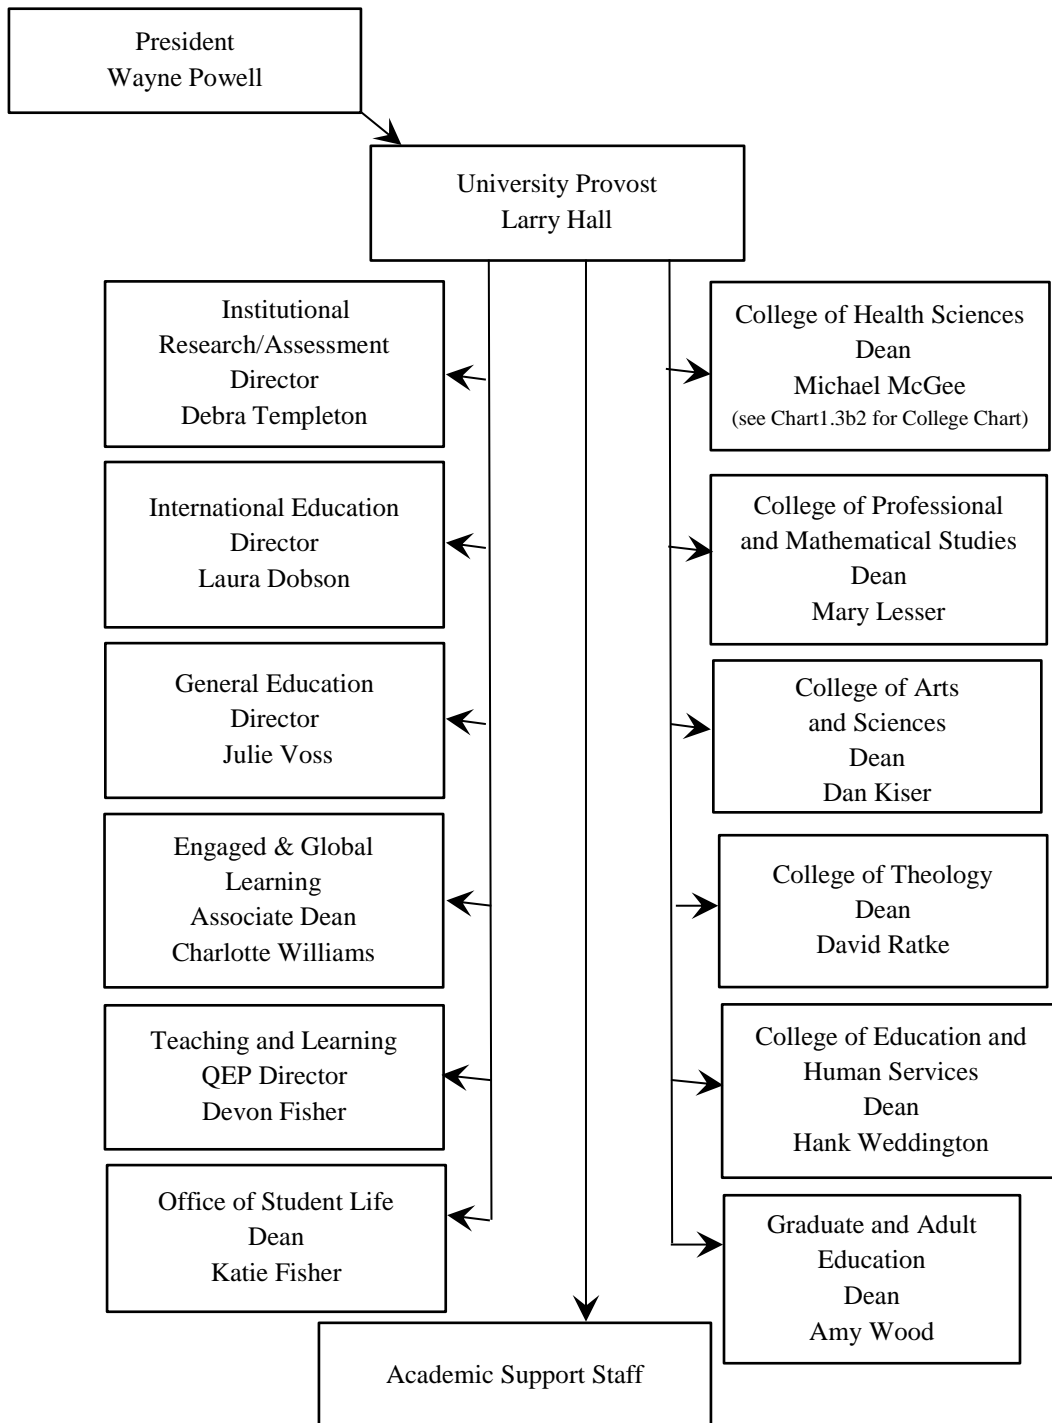 President
Wayne Powell
University Provost
Larry Hall
Institutional
Research/Assessment
Director
Debra Templeton
International Education
Director
Laura Dobson
General Education
Director
Julie Voss
Engaged & Global
Learning
Associate Dean
Charlotte Williams
Teaching and Learning
QEP Director
Devon Fisher
Office of Student Life
Dean
Katie Fisher
College of Health Sciences
Dean
Michael McGee
(see Chart1.3b2 for College Chart)
College of Professional
and Mathematical Studies
Dean
Mary Lesser
College of Arts
and Sciences
Dean
Dan Kiser
College of Theology
Dean
David Ratke
College of Education and
Human Services
Dean
Hank Weddington
Graduate and Adult
Education
Dean
Amy Wood
Academic Support Staff